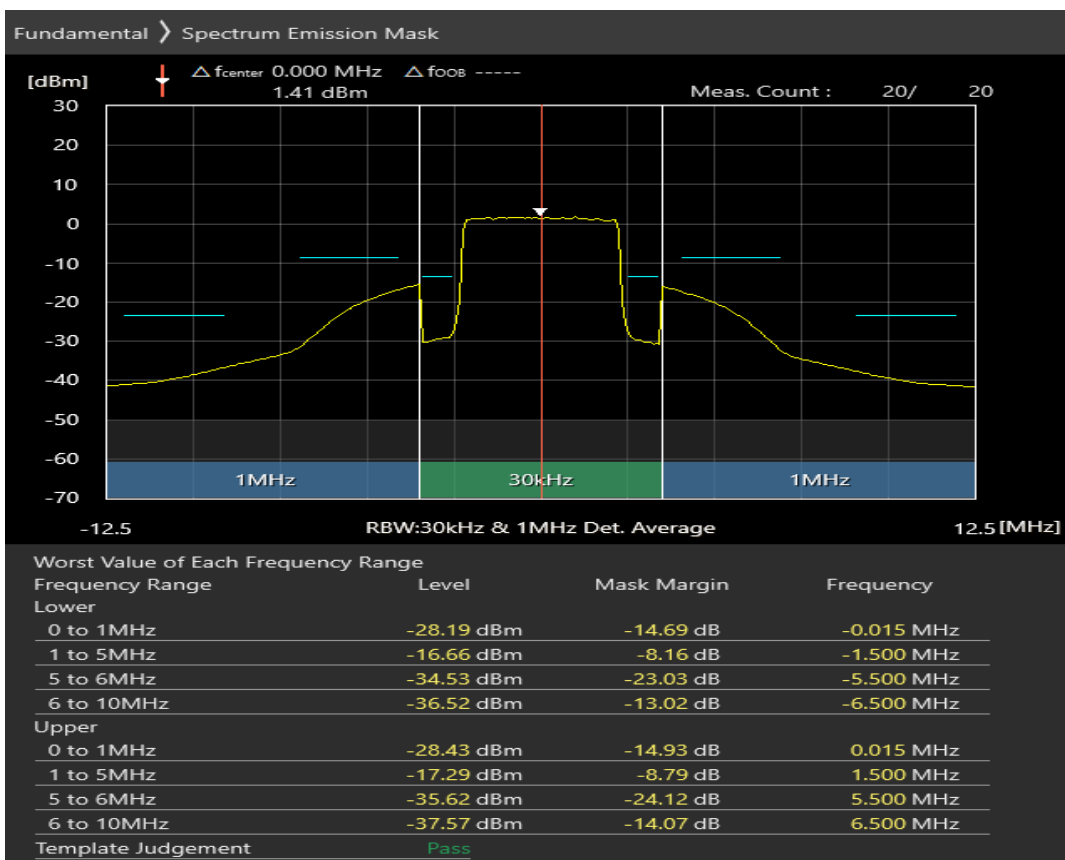 Fundamental ❯ Spectrum Emission Mask
△ fcenter 0.000 MHz △ fOOB -----
[dBm]
1.41 dBm Meas. Count : 20/ 20
30
20
10
0
-10
-20
-30
-40
-50
-60
1MHz 30kHz 1MHz
-70
-12.5 RBW:30kHz & 1MHz Det. Average 12.5 [MHz]
Worst Value of Each Frequency Range
Frequency Range Level Mask Margin Frequency
Lower
0 to 1MHz -28.19 dBm -14.69 dB -0.015 MHz
1 to 5MHz -16.66 dBm -8.16 dB -1.500 MHz
5 to 6MHz -34.53 dBm -23.03 dB -5.500 MHz
6 to 10MHz -36.52 dBm -13.02 dB -6.500 MHz
Upper
0 to 1MHz -28.43 dBm -14.93 dB 0.015 MHz
1 to 5MHz -17.29 dBm -8.79 dB 1.500 MHz
5 to 6MHz -35.62 dBm -24.12 dB 5.500 MHz
6 to 10MHz -37.57 dBm -14.07 dB 6.500 MHz
Template Judgement Pass